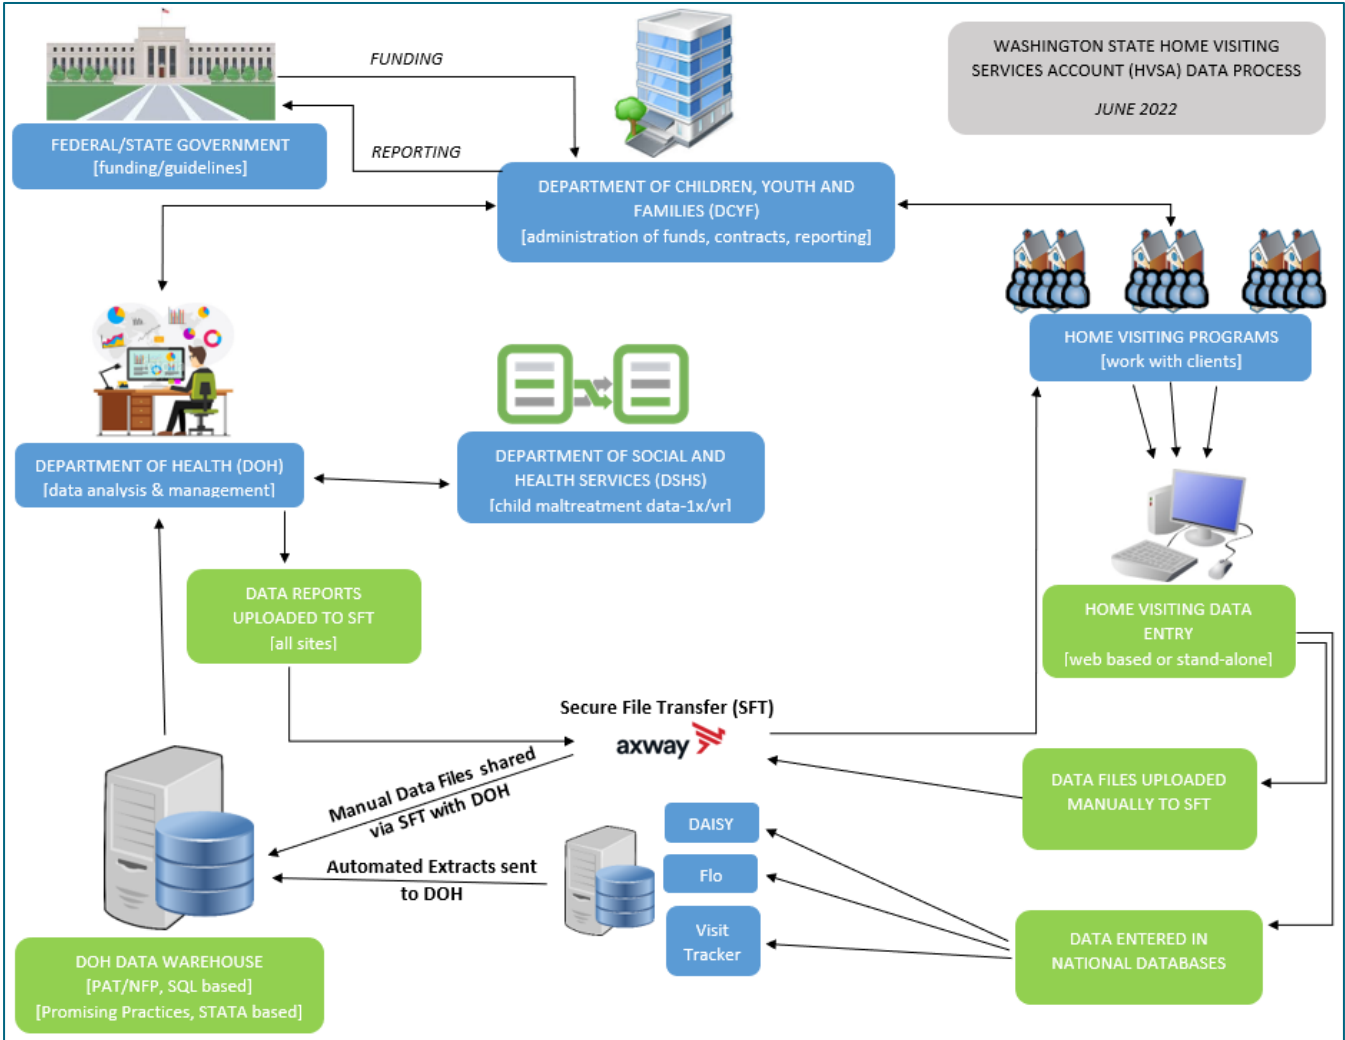 FUNDING
WASHINGTON STATE HOME VISITING
SERVICES ACCOUNT (HVSA) DATA PROCESS
JUNE 2022
FEDERAL/STATE GOVERNMENT
[funding/guidelines]
REPORTING
DEPARTMENT OF CHILDREN, YOUTH AND
FAMILIES (DCYF)
[administration of funds, contracts, reporting]
HOME VISITING PROGRAMS
[work with clients]
DEPARTMENT OF HEALTH (DOH)
[data analysis & management]
DEPARTMENT OF SOCIAL AND
HEALTH SERVICES (DSHS)
[child maltreatment data-1x/yr]
DATA REPORTS
UPLOADED TO SFT
[all sites]
HOME VISITING DATA
ENTRY
[web based or stand-alone]
Secure File Transfer (SFT)
axway
Manual Data Files shared
via SFT with DOH
DATA FILES UPLOADED
MANUALLY TO SFT
Automated Extracts sent
to DOH
DAISY
Flo
Visit
Tracker
DATA ENTERED IN
NATIONAL DATABASES
DOH DATA WAREHOUSE
[PAT/NFP, SQL based]
[Promising Practices, STATA based]